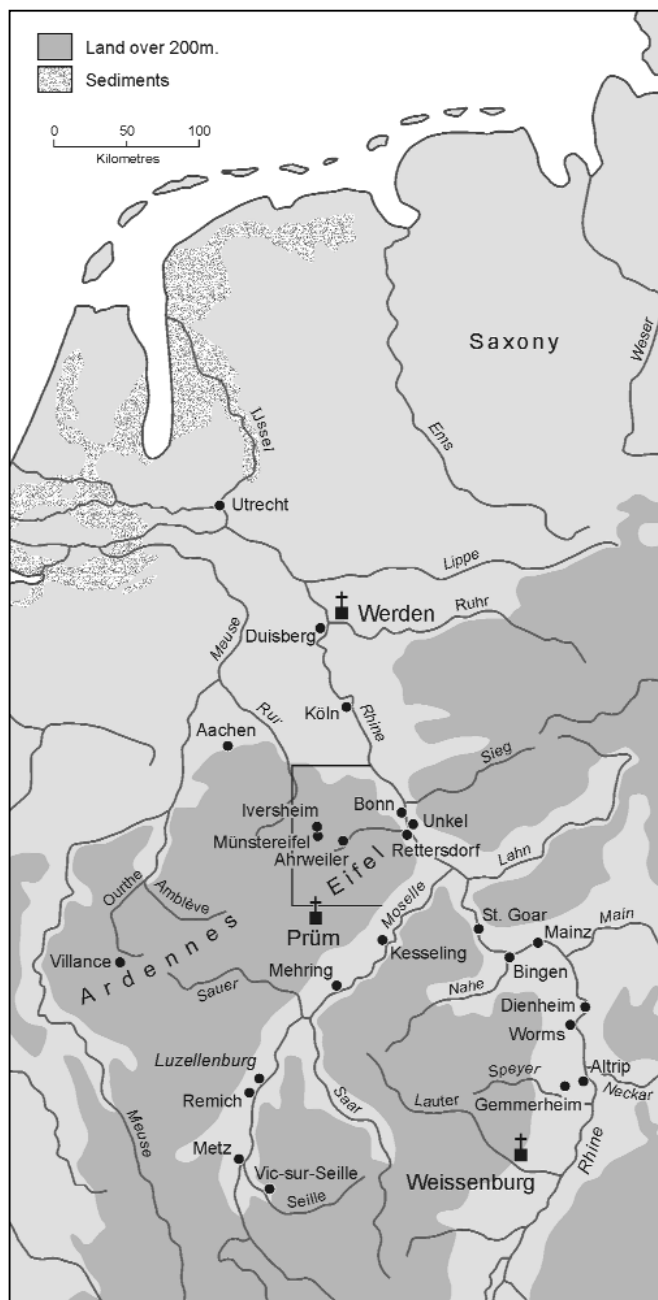 Land over 200m.
Sediments
0 50 100
Kilometres
Saxony
Weser
IJssel
Ems
Utrecht
Lippe
Werden
Ruhr
Duisberg
Meuse
Rur
Köln
Rhine
Aachen
Sieg
Iversheim
Bonn
Unkel
Münstereifel
Ahrweiler
Rettersdorf
Eifel
Lahn
Ourthe
Amblève
Moselle
Prüm
St. Goar
Main
Mainz
Villance
Ardennes
Kesseling
Bingen
Mehring
Sauer
Nahe
Dienheim
Worms
Luzellenburg
Speyer
Altrip
Remich
Saar
Lauter
Gemmerheim
Neckar
Meuse
Metz
Vic-sur-Seille
Seille
Weissenburg
Rhine